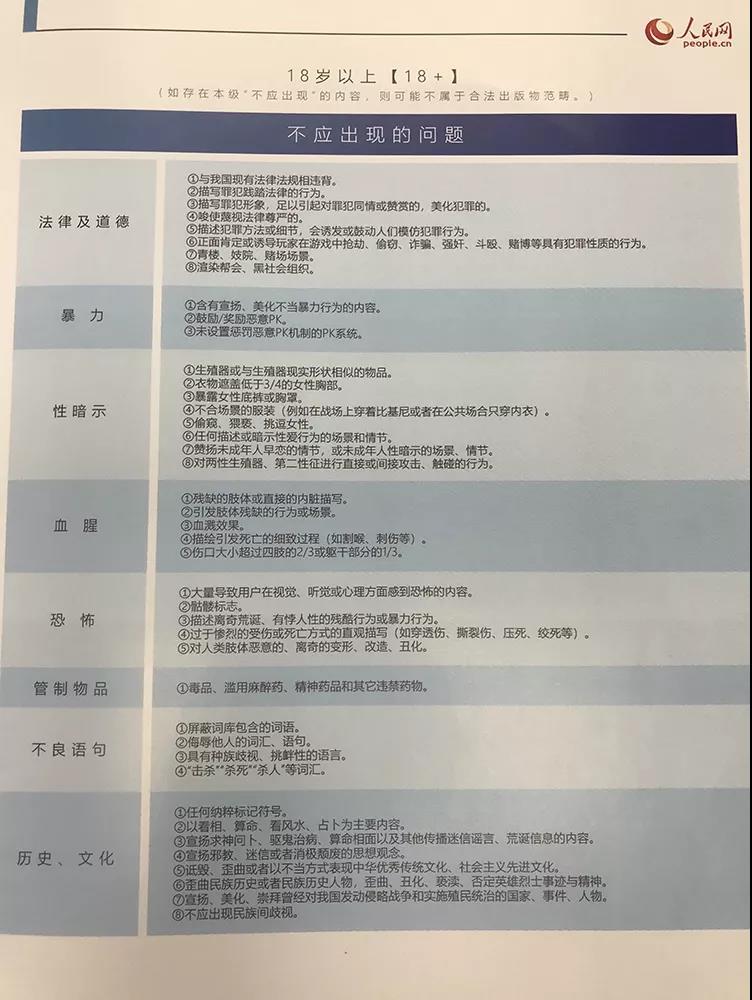 人民网
people.cn
18岁以上【18+】
(如存在本级“不应出现”的内容，则可能不属于合法出版物范畴。)
不应出现的问题
法律及道德
①与我国现有法律法规相违背。
②描写罪犯践踏法律的行为。
③描写罪犯形象，足以引起对罪犯同情或赞赏的，美化犯罪的。
④唆使蔑视法律尊严的。
⑤描述犯罪方法或细节，会诱发或鼓动人们模仿犯罪行为。
⑥正面肯定或诱导玩家在游戏中抢劫、偷窃、诈骗、强奸、斗殴、赌博等具有犯罪性质的行为。
⑦青楼、妓院、赌场场景。
⑧渲染帮会、黑社会组织。
暴力
①含有宣扬、美化不当暴力行为的内容。
②鼓励/奖励恶意PK。
③未设置惩罚恶意PK机制的PK系统。
性暗示
①生殖器或与生殖器现实形状相似的物品。
②衣物遮盖低于3/4的女性胸部。
③暴露女性底裤或胸罩。
④不合场景的服装（例如在战场上穿着比基尼或者在公共场合只穿内衣）。
⑤偷窥、猥亵、挑逗女性。
⑥任何描述或暗示性爱行为的场景和情节。
⑦赞扬未成年人早恋的情节，或未成年人性暗示的场景、情节。
⑧对两性生殖器、第二性征进行直接或间接攻击、触碰的行为。
血腥
①残缺的肢体或直接的内脏描写。
②引发肢体残缺的行为或场景。
③血溅效果。
④描绘引发死亡的细致过程（如割喉、刺伤等）。
⑤伤口大小超过四肢的2/3或躯干部分的1/3。
恐怖
①大量导致用户在视觉、听觉或心理方面感到恐怖的内容。
②骷髅标志。
③描述离奇荒诞、有悖人性的残酷行为或暴力行为。
④过于惨烈的受伤或死亡方式的直观描写（如穿透伤、撕裂伤、压死、绞死等）。
⑤对人类肢体恶意的、离奇的变形、改造、丑化。
管制物品
①毒品、滥用麻醉药、精神药品和其它违禁药物。
不良语句
①屏蔽词库包含的词语。
②侮辱他人的词汇、语句。
③具有种族歧视、挑衅性的语言。
④“击杀”“杀死”“杀人”等词汇。
历史、文化
①任何纳粹标记符号。
②以看相、算命、看风水、占卜为主要内容。
③宣扬求神问卜、驱鬼治病、算命相面以及其他传播迷信谣言、荒诞信息的内容。
④宣扬邪教、迷信或者消极颓废的思想观念。
⑤诋毁、歪曲或者以不当方式表现中华优秀传统文化、社会主义先进文化。
⑥歪曲民族历史或者民族历史人物，歪曲、丑化、亵渎、否定英雄烈士事迹与精神。
⑦宣扬、美化、崇拜曾经对我国发动侵略战争和实施殖民统治的国家、事件、人物。
⑧不应出现民族间歧视。